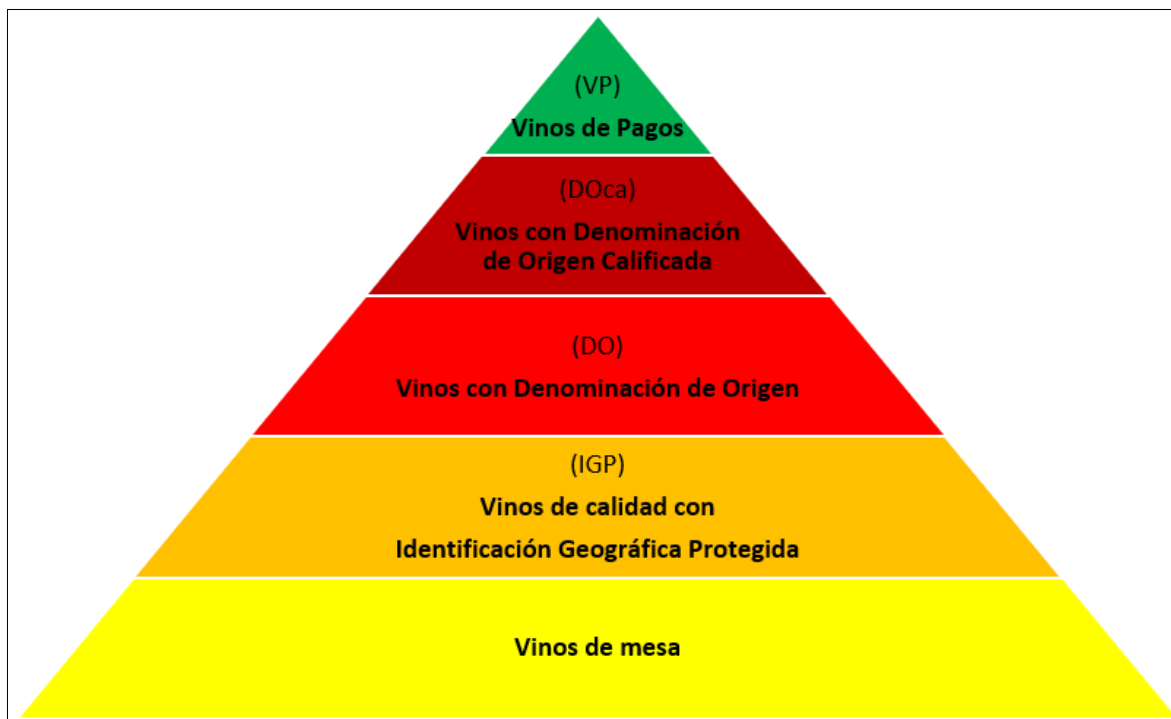 (VP)
Vinos de Pagos
(DOca)
Vinos con Denominación
de Origen Calificada
(DO)
Vinos con Denominación de Origen
(IGP)
Vinos de calidad con
Identificación Geográfica Protegida
Vinos de mesa